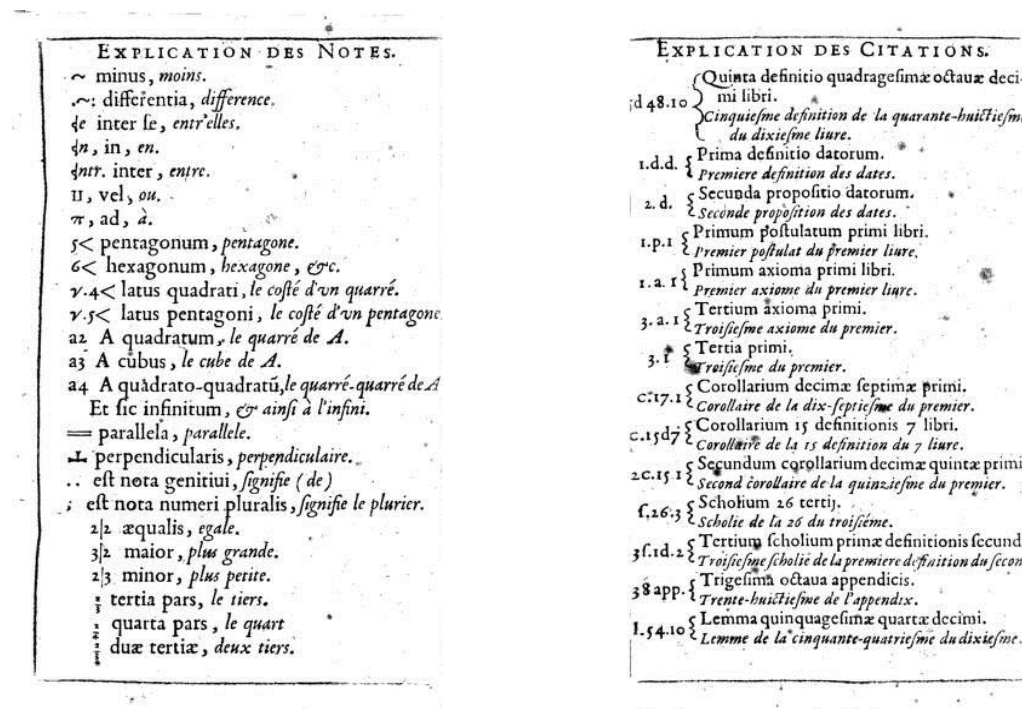 EXPLICATION DES NOTES.
~ minus, moins.
.~: differentia, difference.
inter ſe, entr'elles.
in, en.
inter, entre.
II, vel, ou.
π, ad, à.
5< pentagonum, pentagone.
6< hexagonum, hexagone, &c.
γ.4< latus quadrati, le coſté d'vn quarré.
γ.5< latus pentagoni, le coſté d'vn pentagone
a2 A quadratum, le quarré de A.
a3 A cubus, le cube de A.
a4 A quadrato-quadratũ, le quarré-quarré de A
Et ſic infinitum, & ainſi à l'infini.
= parallela, parallele.
⊥ perpendicularis, perpendiculaire.
.. eſt nota genitiui, ſignifie (de)
; eſt nota numeri pluralis, ſignifie le plurier.
2|2 æqualis, egale.
3|2 maior, plus grande.
2|3 minor, plus petite.
tertia pars, le tiers.
quarta pars, le quart
duæ tertiæ, deux tiers.
EXPLICATION DES CITATIONS.
Quinta definitio quadrageſimæ octauæ deci-
d 48.10 { mi libri.
Cinquieſme definition de la quarante-huictieſme
du dixieſme liure.
1.d.d. { Prima definitio datorum.
Premiere definition des dates.
2.d. { Secunda propoſitio datorum.
Seconde propoſition des dates.
1.p.1 { Primum poſtulatum primi libri.
Premier poſtulat du premier liure.
1.a.1 { Primum axioma primi libri.
Premier axiome du premier liure.
3.a.1 { Tertium axioma primi.
Troiſieſme axiome du premier.
3.1 { Tertia primi.
Troiſieſme du premier.
c.17.1 { Corollarium decimæ ſeptimæ primi.
Corollaire de la dix-ſeptieſme du premier.
c.15d7 { Corollarium 15 definitionis 7 libri.
Corollaire de la 15 definition du 7 liure.
2c.15.1 { Secundum corollarium decimæ quintæ primi
Second corollaire de la quinzieſme du premier.
ſ.26.3 { Scholium 26 tertij.
Scholie de la 26 du troiſiéme.
3ſ.1d.2 { Tertium ſcholium primæ definitionis ſecund
Troiſieſme ſcholie de la premiere definition du ſecon
38app. { Trigeſima octaua appendicis.
Trente-huictieſme de l'appendix.
l.54.10 { Lemma quinquageſimæ quartæ decimi.
Lemme de la cinquante-quatrieſme du dixieſme.